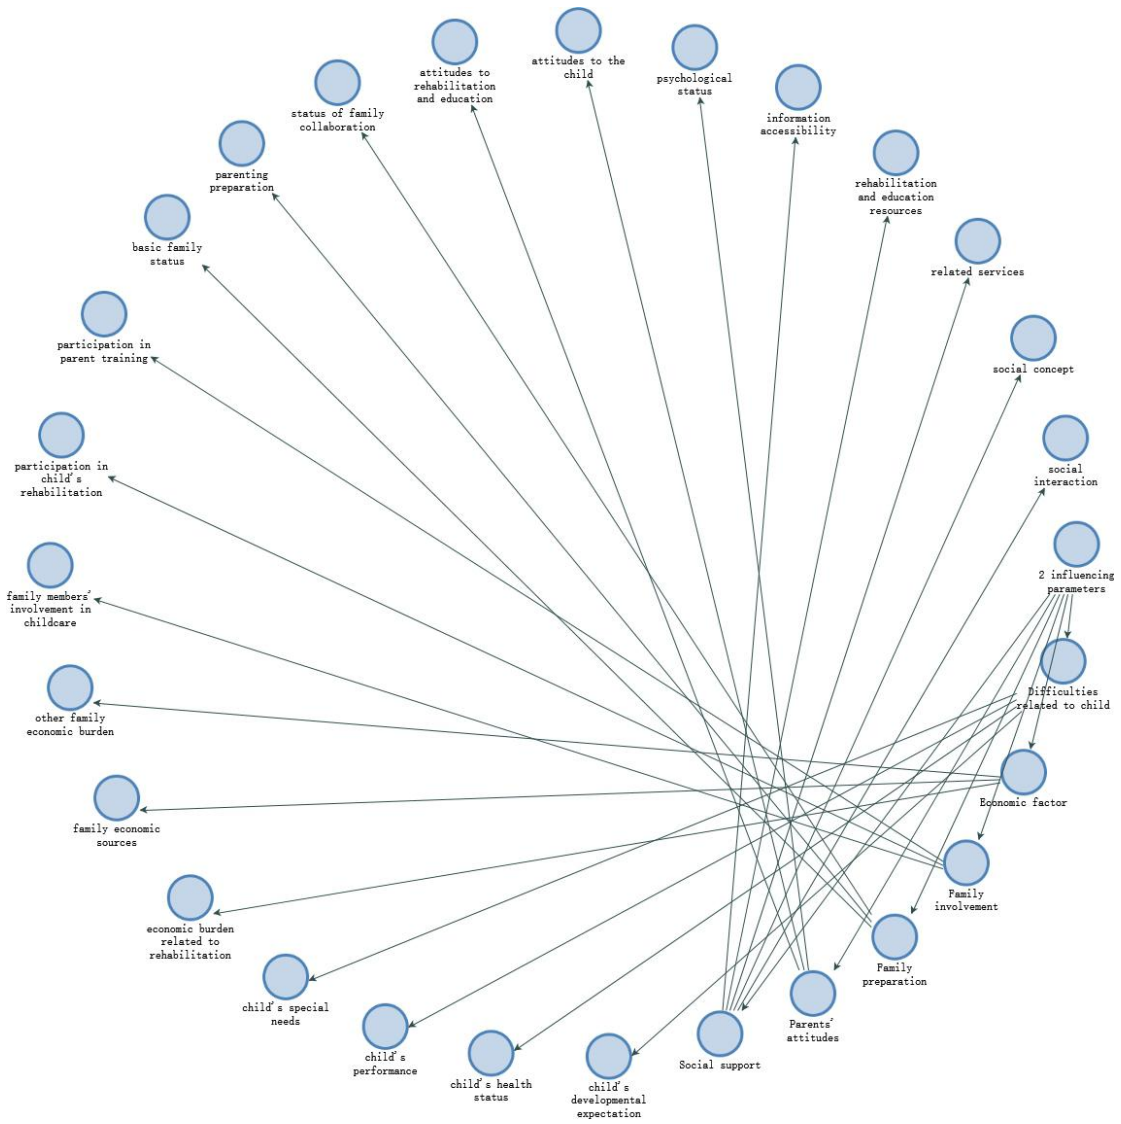 attitudes to the
child
attitudes to
rehabilitation
and education
psychological
status
status of family
collaboration
information
accessibility
parenting
preparation
rehabilitation
and education
resources
basic family
status
related services
participation in
parent training
social concept
participation in
child's
rehabilitation
social
interaction
2 influencing
parameters
family members'
involvement in
childcare
Difficulties
related to child
other family
economic burden
Economic factor
family economic
sources
Family
involvement
economic burden
related to
rehabilitation
Family
preparation
child's special
needs
Parents'
attitudes
child's
performance
Social support
child's health
status
child's
developmental
expectation